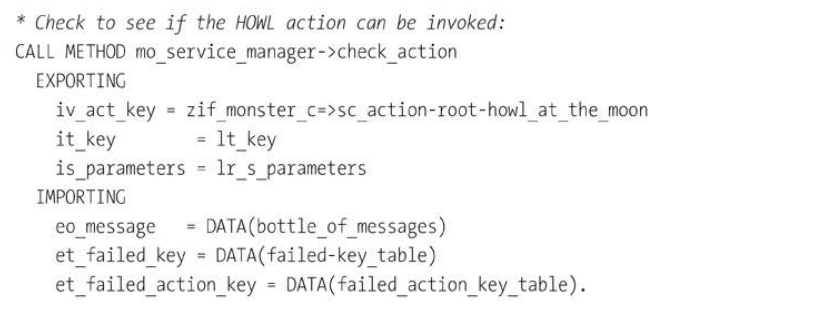 * Check to see if the HOWL action can be invoked:
CALL METHOD mo_service_manager->check_action
EXPORTING
iv_act_key = zif_monster_c=>sc_action-root-howl_at_the_moon
it_key = lt_key
is_parameters = lr_s_parameters
IMPORTING
eo_message = DATA(bottle_of_messages)
et_failed_key = DATA(failed-key_table)
et_failed_action_key = DATA(failed_action_key_table).